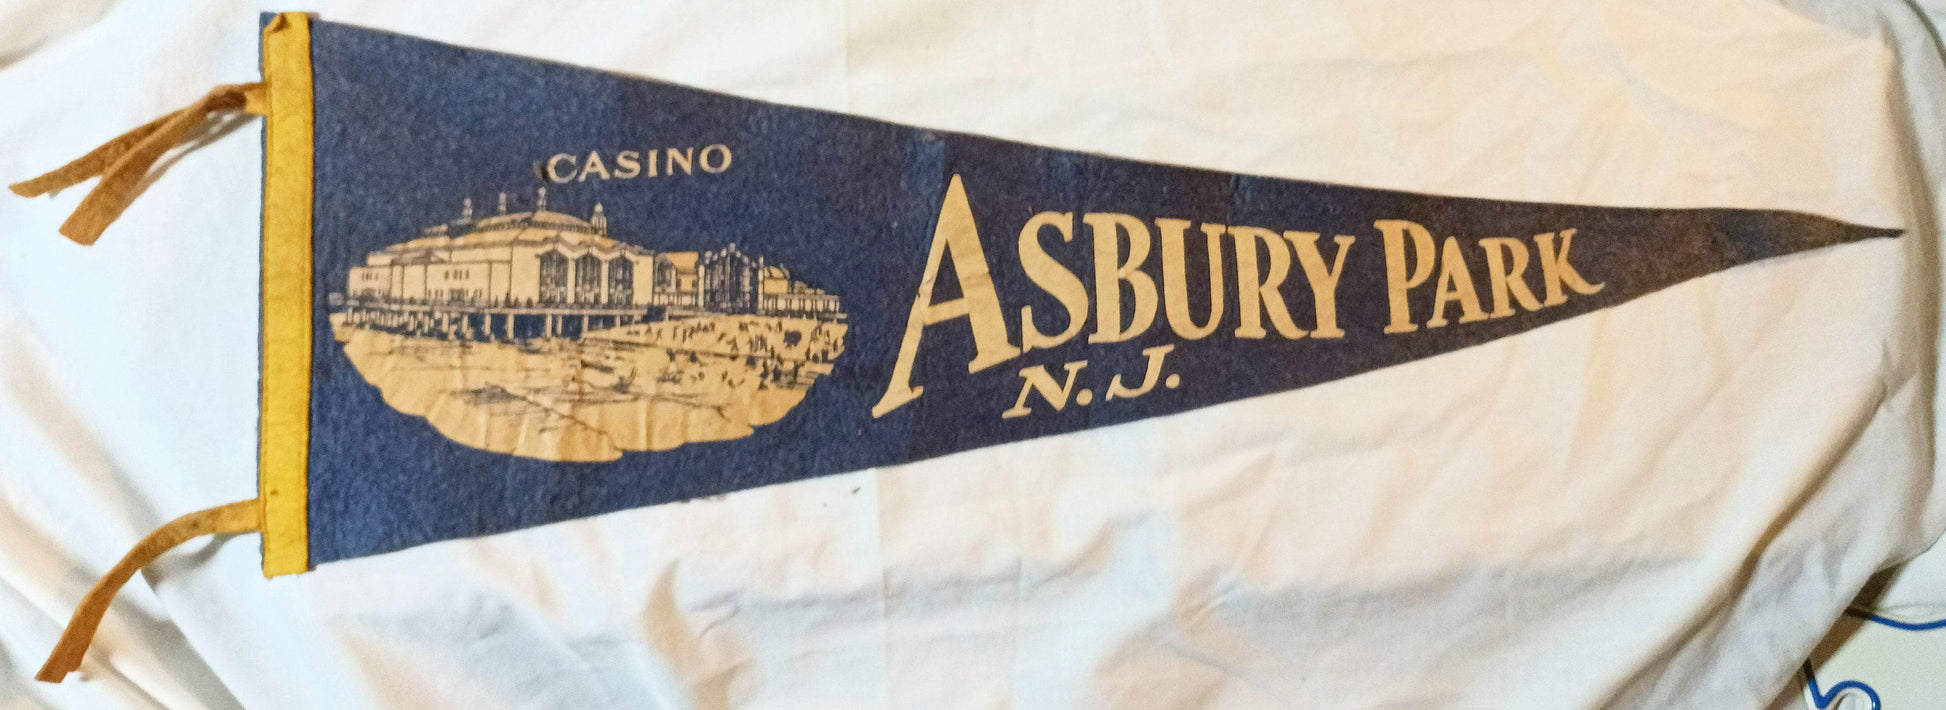 CASINO
ASBURY PARK
N. J.